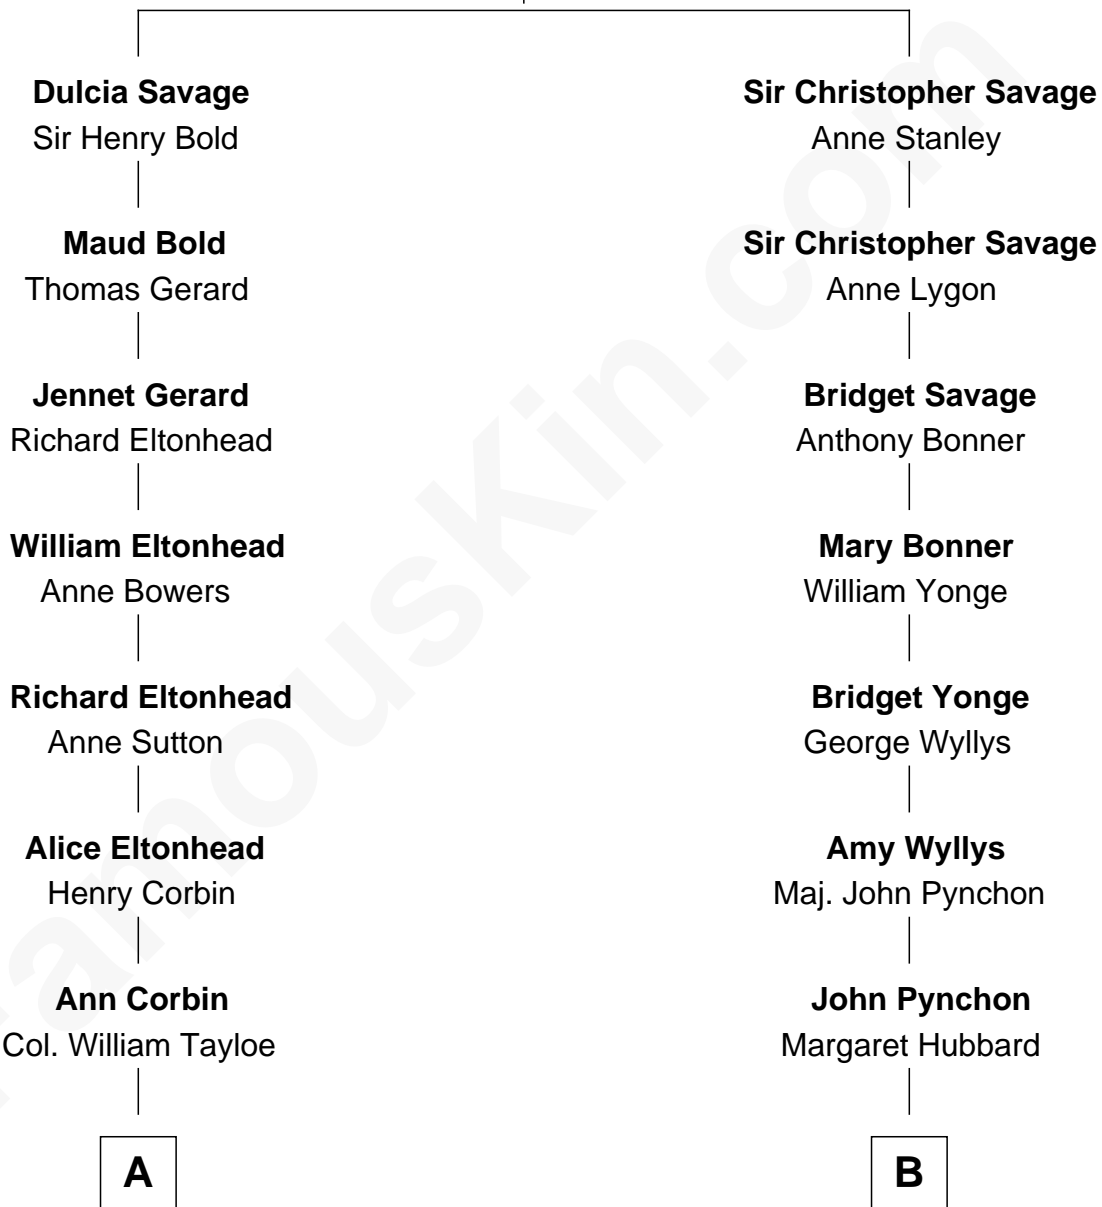 Dulcia Savage
Sir Henry Bold
Sir Christopher Savage
Anne Stanley
Maud Bold
Thomas Gerard
Sir Christopher Savage
Anne Lygon
Jennet Gerard
Richard Eltonhead
Bridget Savage
Anthony Bonner
William Eltonhead
Anne Bowers
Mary Bonner
William Yonge
Richard Eltonhead
Anne Sutton
Bridget Yonge
George Wyllys
Alice Eltonhead
Henry Corbin
Amy Wyllys
Maj. John Pynchon
Ann Corbin
Col. William Tayloe
John Pynchon
Margaret Hubbard
A
B
FamousKin.com